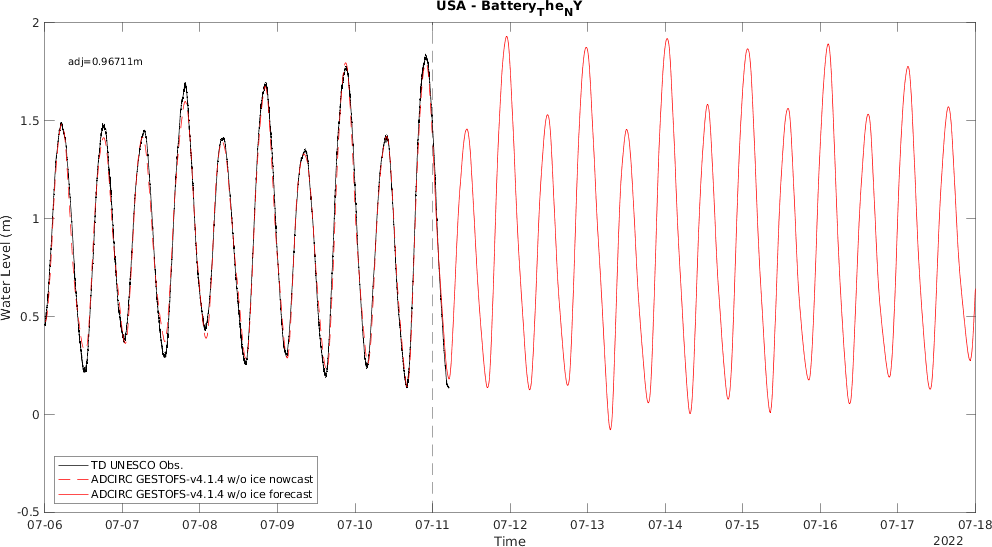 USA - Battery_The_NY
2
adj=0.96711m
1.5
1
Water Level (m)
0.5
0
TD UNESCO Obs.
ADCIRC GESTOFS-v4.1.4 w/o ice nowcast
ADCIRC GESTOFS-v4.1.4 w/o ice forecast
-0.5
07-06 07-07 07-08 07-09 07-10 07-11 07-12 07-13 07-14 07-15 07-16 07-17 07-18
Time
2022